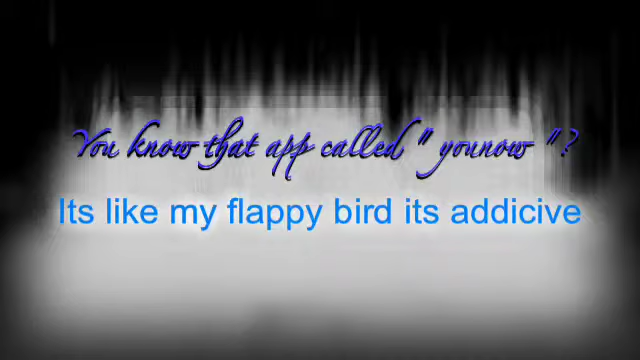 You know that app called " younow " ?
Its like my flappy bird its addicive